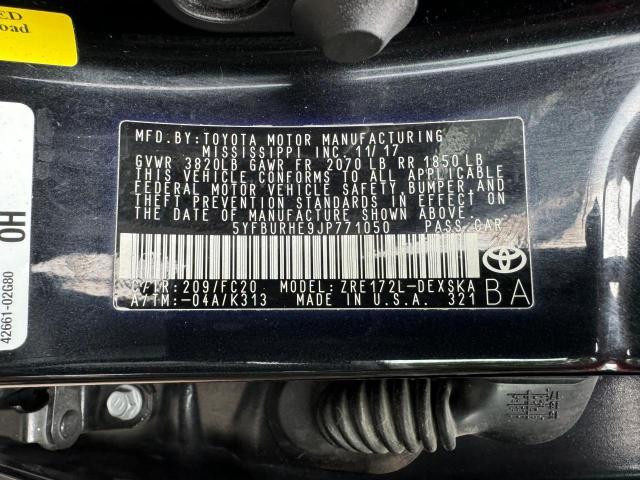 ED
oad
42661-02G80
OH
MFD.BY:TOYOTA MOTOR MANUFACTURING
MISSISSIPPI INC. 11/17
GVWR 3820LB GAWR FR 2070 LB RR 1850 LB
THIS VEHICLE CONFORMS TO ALL APPLICABLE
FEDERAL MOTOR VEHICLE SAFETY, BUMPER, AND
THEFT PREVENTION STANDARDS IN EFFECT ON
THE DATE OF MANUFACTURE SHOWN ABOVE.
5YFBURHE9JP771050 PASS.CAR
C/TR:209/FC20 MODEL: ZRE172L-DEXSKA
A/TM:-04A/K313 MADE IN U.S.A. 321
BA